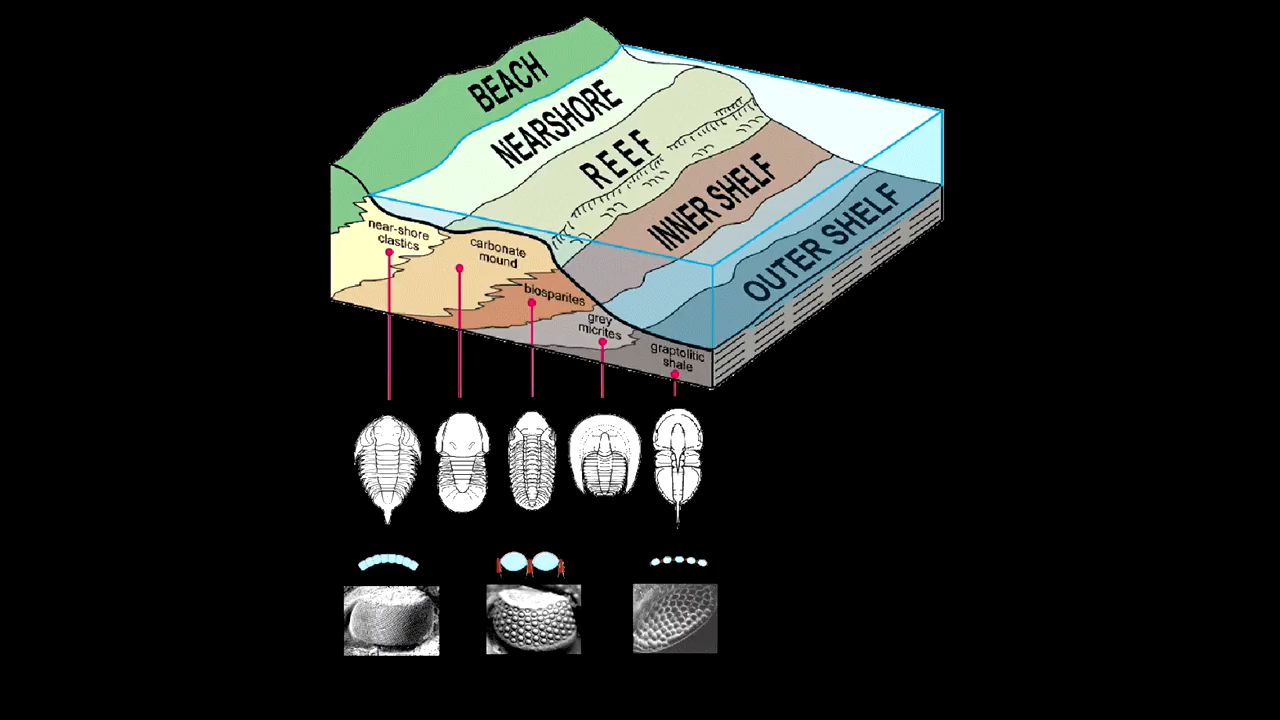 BEACH
NEARSHORE
REEF
INNER SHELF
OUTER SHELF
near-shore
clastics
carbonate
mound
biosparites
grey
micrites
graptolitic
shale